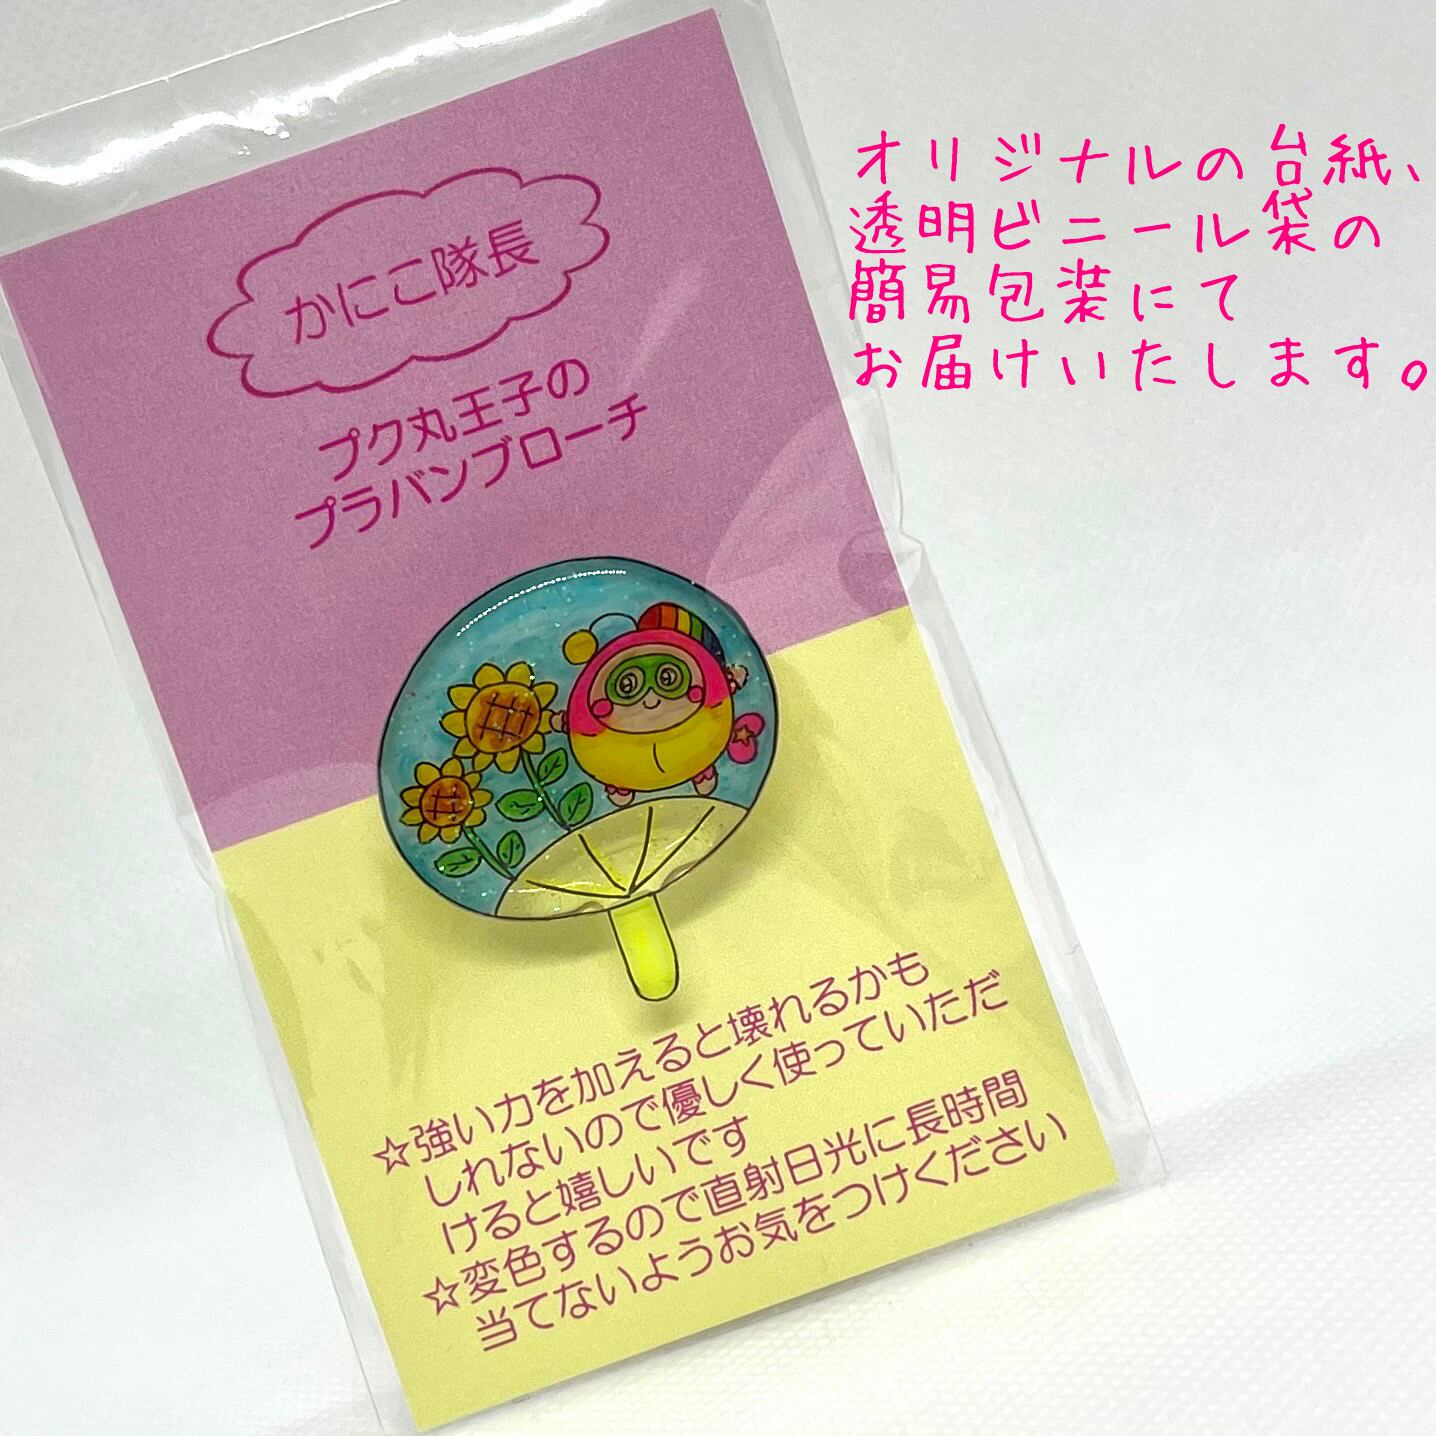 オリジナルの台紙、
透明ビニール袋の
簡易包装にて
お届けいたします。
かにこ隊長
プク丸王子の
プラバンブローチ
☆強い力を加えると壊れるかも
しれないので優しく使っていただ
けると嬉しいです
☆変色するので直射日光に長時間
当てないようお気をつけください